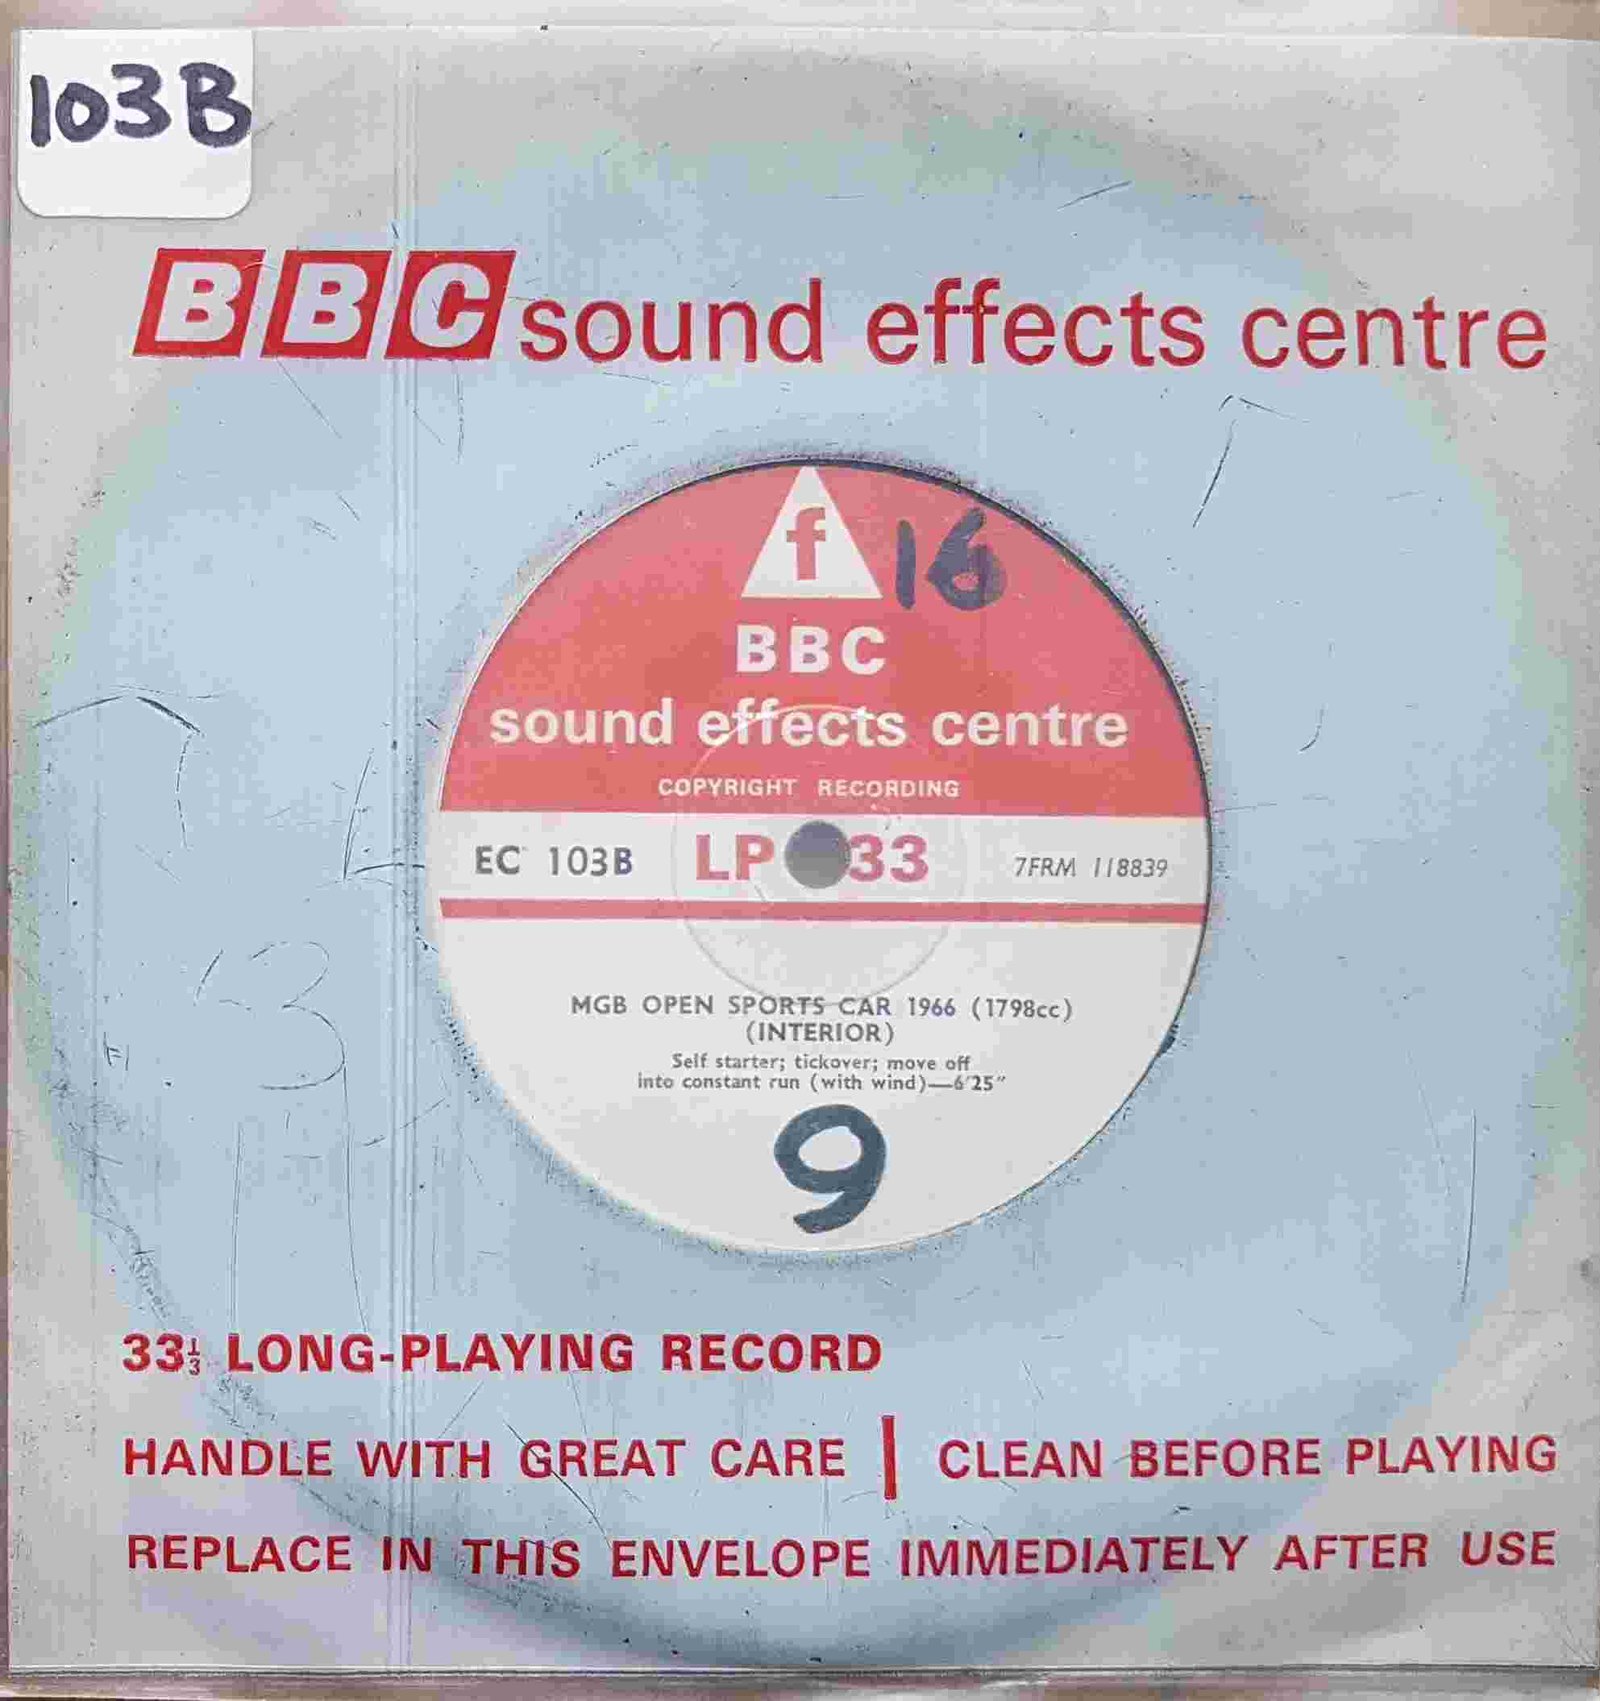 103B
BBC sound effects centre
f 16
BBC
sound effects centre
COPYRIGHT RECORDING
EC 103B LP 33 7FRM 118839
MGB OPEN SPORTS CAR 1966 (1798cc)
(INTERIOR)
Self starter; tickover; move off
into constant run (with wind)—6'25"
9
33⅓ LONG-PLAYING RECORD
HANDLE WITH GREAT CARE | CLEAN BEFORE PLAYING
REPLACE IN THIS ENVELOPE IMMEDIATELY AFTER USE